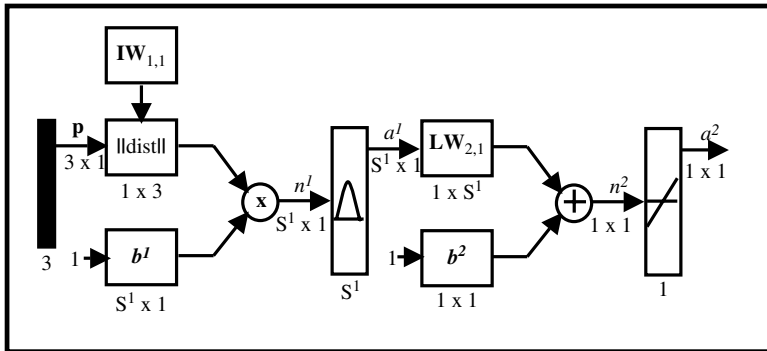 IW1,1
p
3 x 1
||dist||
1 x 3
3
1
b1
S1 x 1
x
n1
S1 x 1
S1
a1
S1 x 1
LW2,1
1 x S1
1
b2
1 x 1
+
n2
1 x 1
1
a2
1 x 1